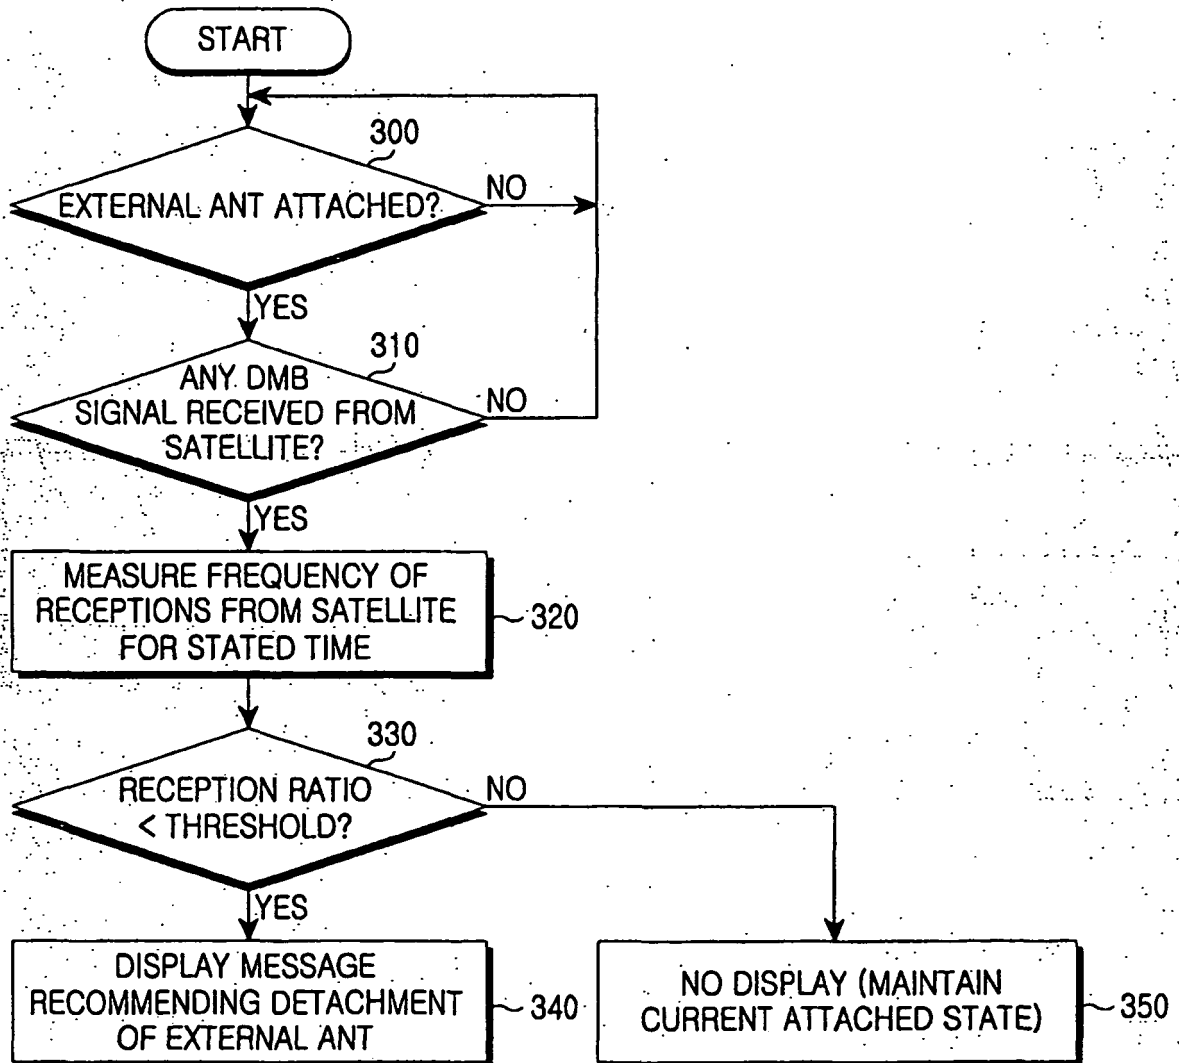 START
300
EXTERNAL ANT ATTACHED?
NO
YES
310
ANY DMB
SIGNAL RECEIVED FROM
SATELLITE?
NO
YES
MEASURE FREQUENCY OF
RECEPTIONS FROM SATELLITE
FOR STATED TIME
320
330
RECEPTION RATIO
< THRESHOLD?
NO
YES
DISPLAY MESSAGE
RECOMMENDING DETACHMENT
OF EXTERNAL ANT
340
NO DISPLAY (MAINTAIN
CURRENT ATTACHED STATE)
350